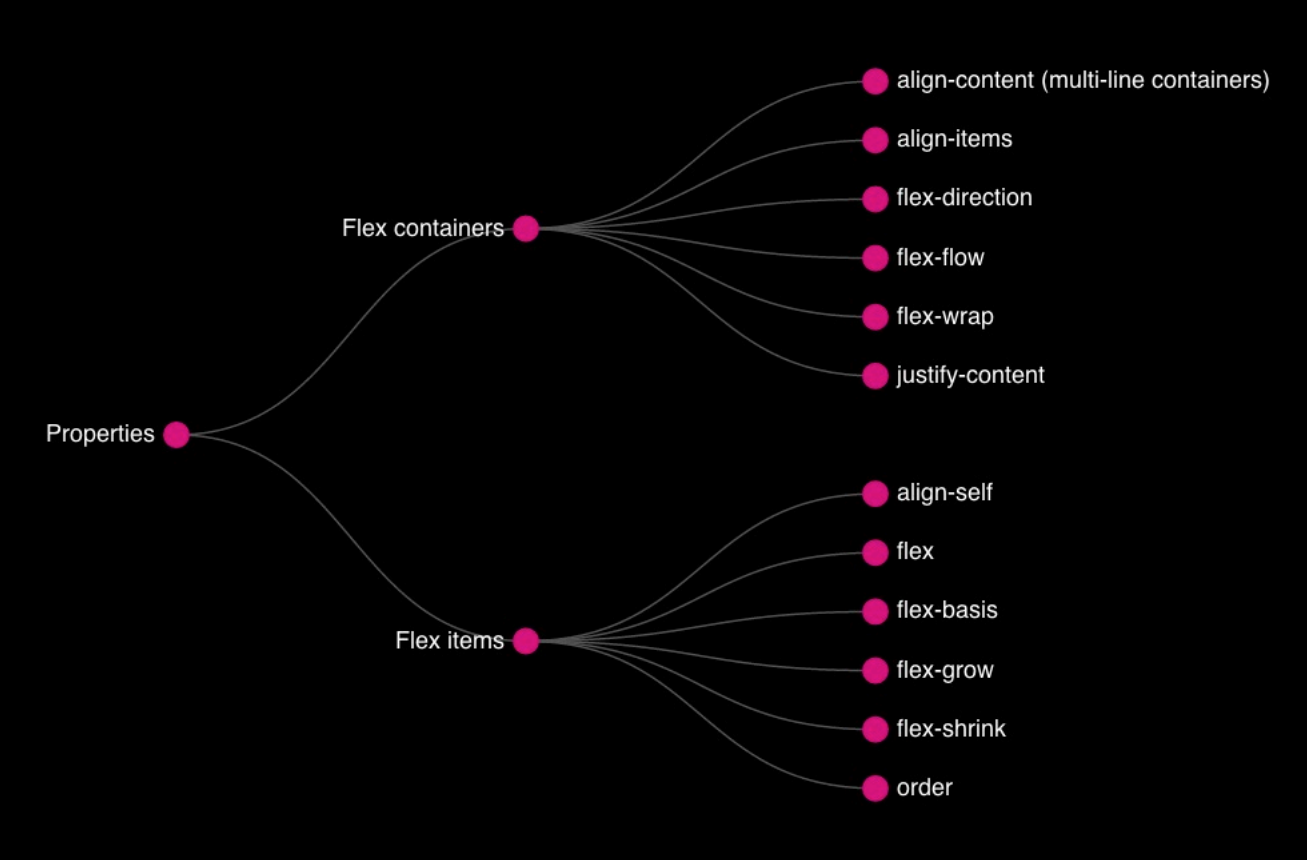 Properties
Flex containers
align-content (multi-line containers)
align-items
flex-direction
flex-flow
flex-wrap
justify-content
Flex items
align-self
flex
flex-basis
flex-grow
flex-shrink
order